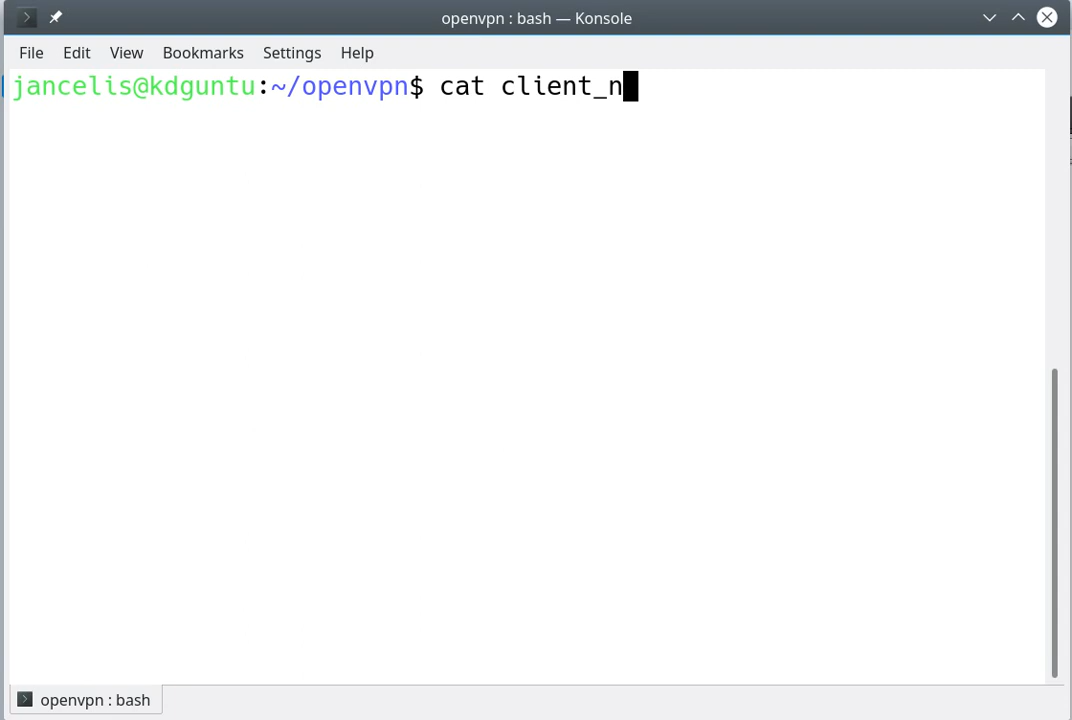 openvpn : bash — Konsole
File Edit View Bookmarks Settings Help
jancelis@kdguntu:~/openvpn$ cat client_n
openvpn : bash